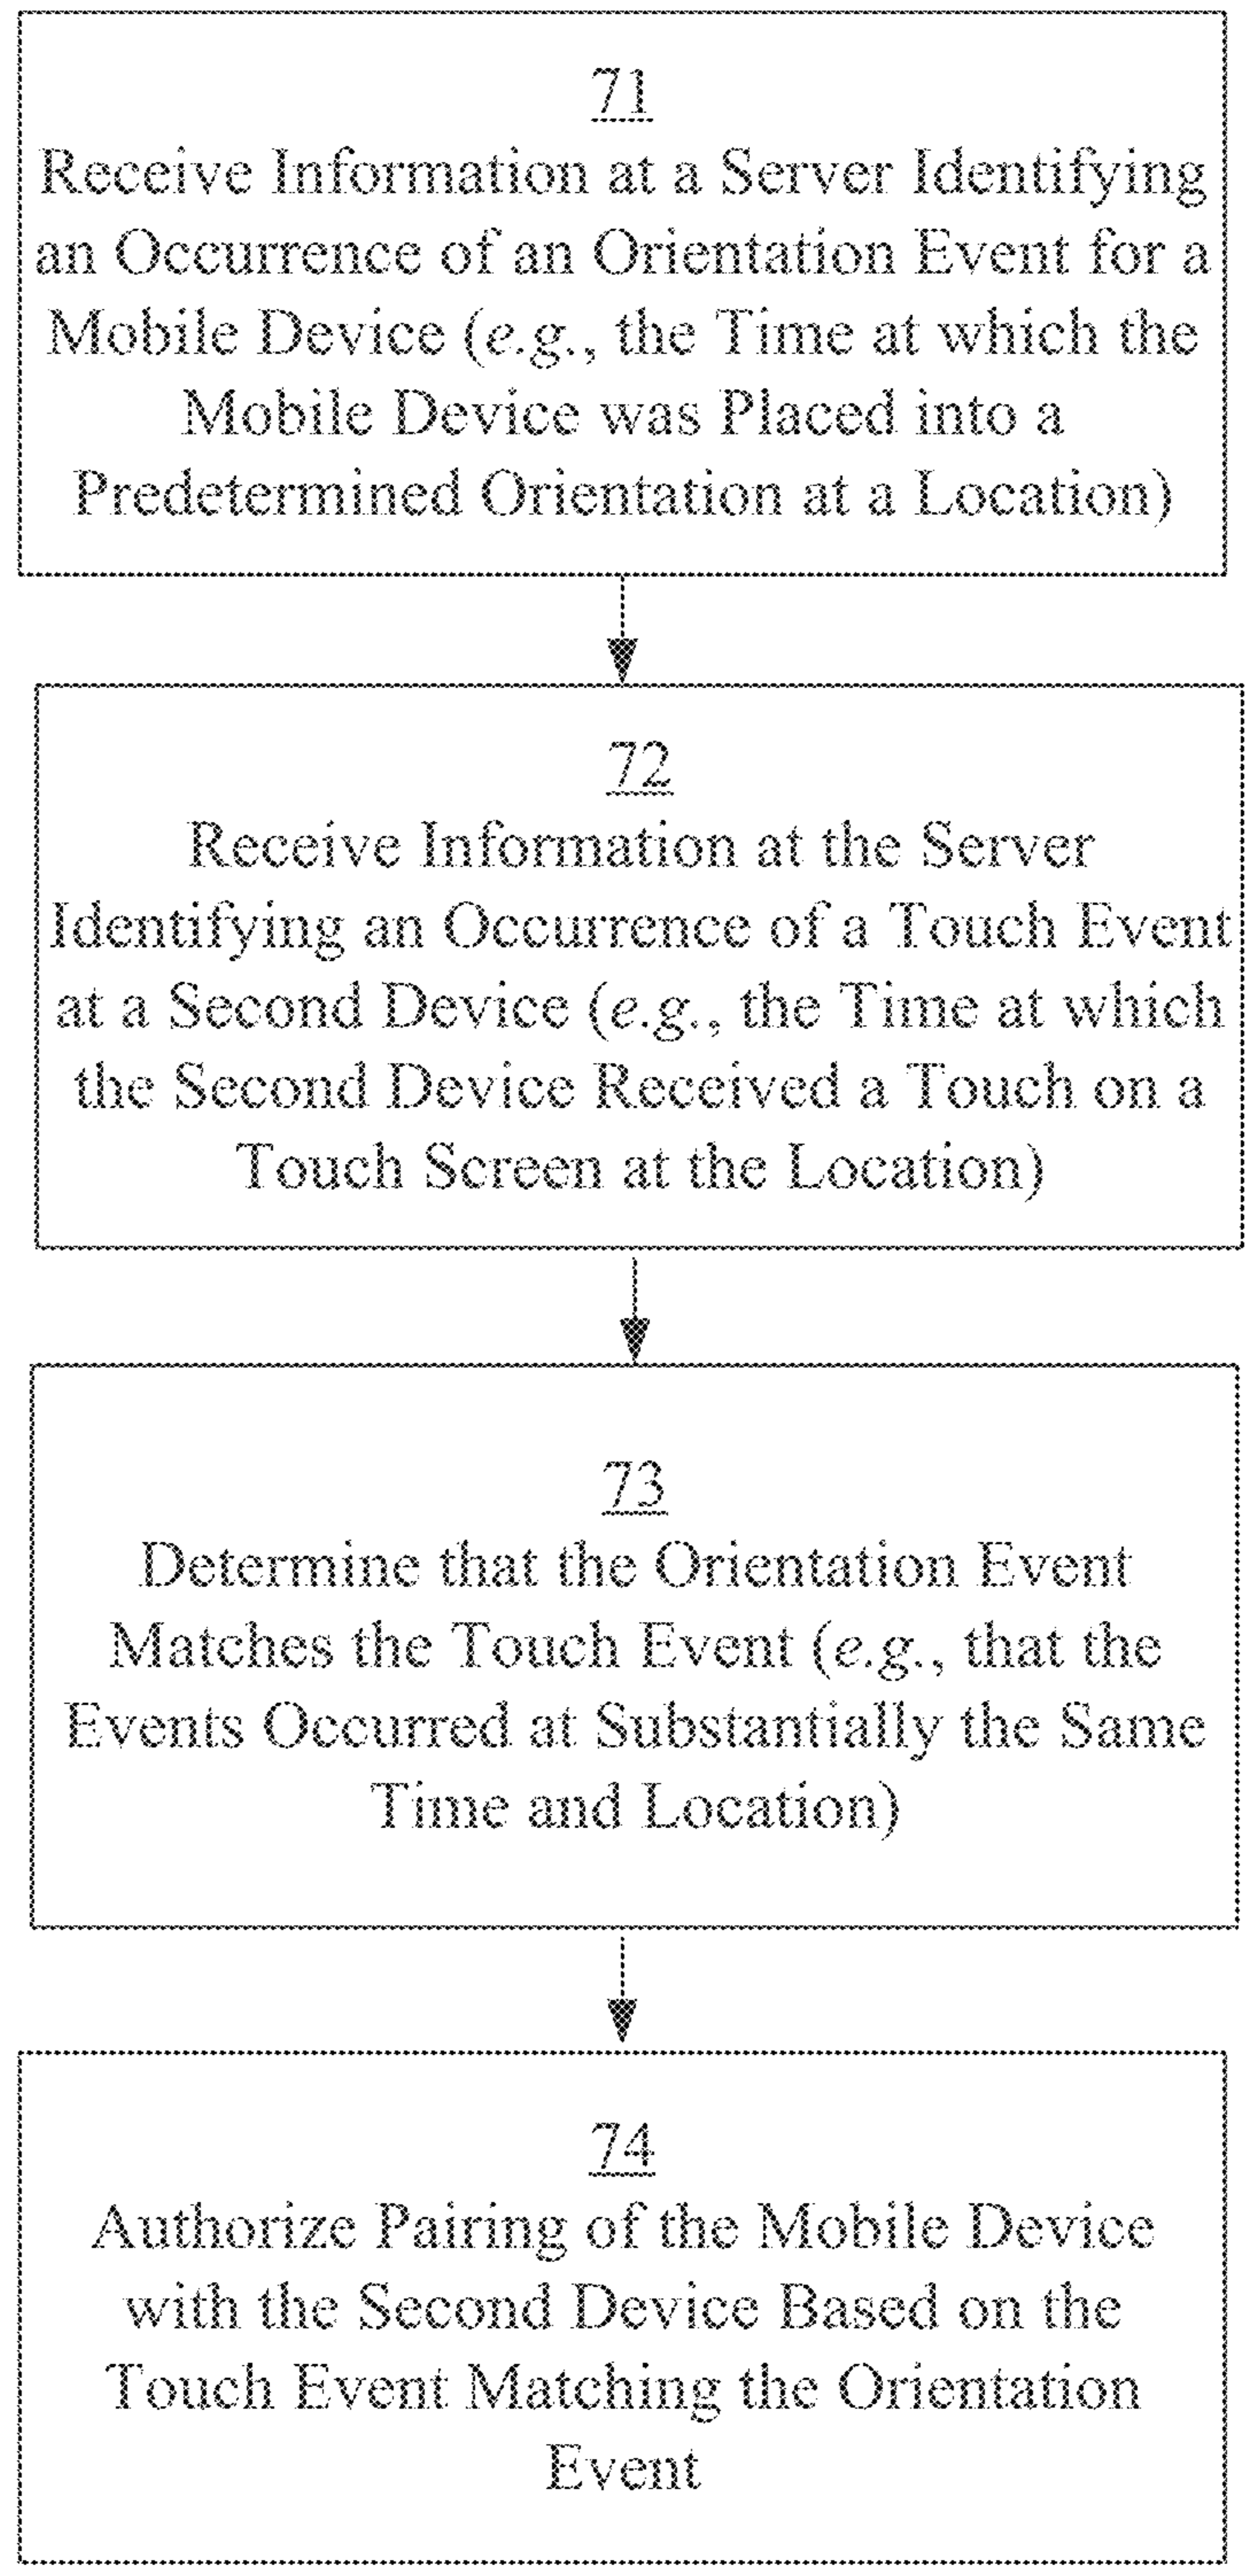 71
Receive Information at a Server Identifying
an Occurrence of an Orientation Event for a
Mobile Device (e.g., the Time at which the
Mobile Device was Placed into a
Predetermined Orientation at a Location)
72
Receive Information at the Server
Identifying an Occurrence of a Touch Event
at a Second Device (e.g., the Time at which
the Second Device Received a Touch on a
Touch Screen at the Location)
73
Determine that the Orientation Event
Matches the Touch Event (e.g., that the
Events Occurred at Substantially the Same
Time and Location)
74
Authorize Pairing of the Mobile Device
with the Second Device Based on the
Touch Event Matching the Orientation
Event